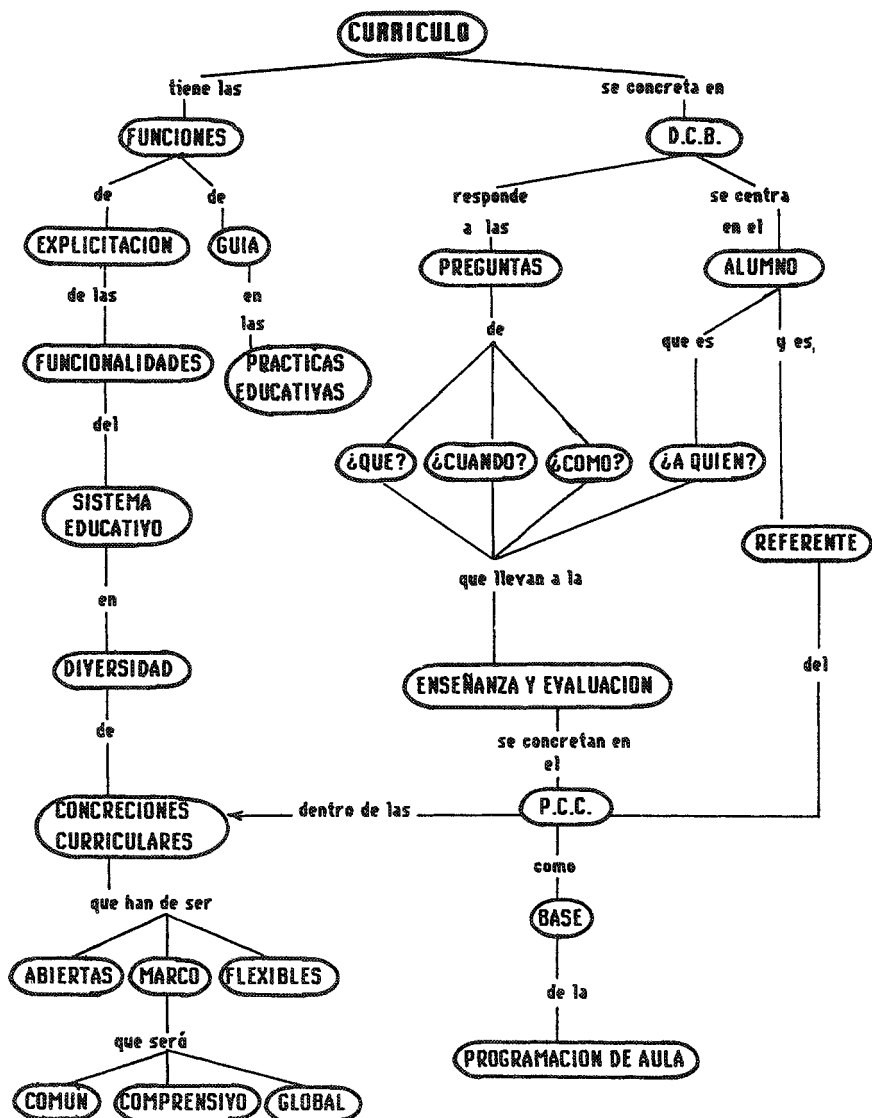 CURRICULO
tiene las
se concreta en
FUNCIONES
D.C.B.
de
de
responde
se centra
a las
en el
EXPLICITACION
GUIA
PREGUNTAS
ALUMNO
de las
en
las
de
que es
y es,
FUNCIONALIDADES
PRACTICAS
EDUCATIVAS
del
¿QUE?
¿CUANDO?
¿COMO?
¿A QUIEN?
SISTEMA
EDUCATIVO
REFERENTE
que llevan a la
en
DIVERSIDAD
del
ENSEÑANZA Y EVALUACION
de
se concretan en
el
CONCRECIONES
CURRICULARES
dentro de las
P.C.C.
como
que han de ser
BASE
ABIERTAS
MARCO
FLEXIBLES
de la
que será
PROGRAMACION DE AULA
COMÚN
COMPRENSIVO
GLOBAL